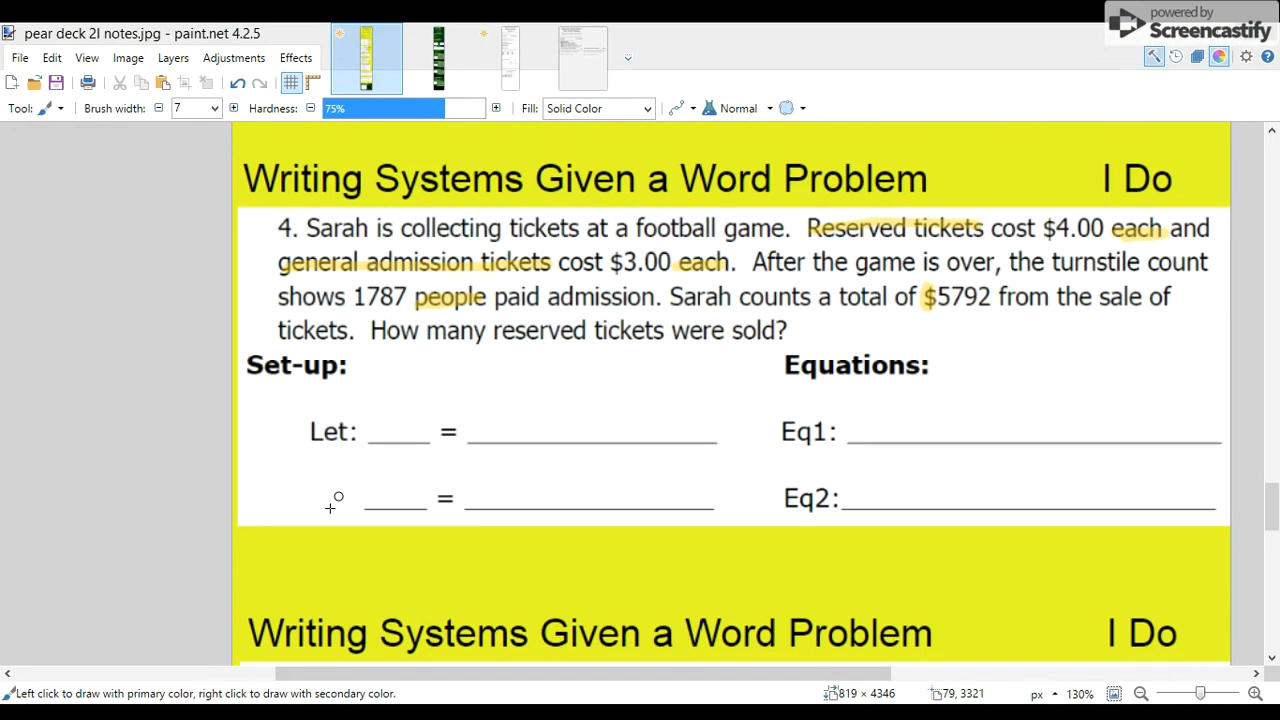 pear deck 2I notes.jpg - paint.net 4.2.5
powered by
Screencastify
File Edit View Image Layers Adjustments Effects
Tool: Brush width: 7 Hardness: 75% Fill: Solid Color Normal
Writing Systems Given a Word Problem I Do
4. Sarah is collecting tickets at a football game. Reserved tickets cost $4.00 each and
general admission tickets cost $3.00 each. After the game is over, the turnstile count
shows 1787 people paid admission. Sarah counts a total of $5792 from the sale of
tickets. How many reserved tickets were sold?
Set-up: Equations:
Let: ____ = ________________ Eq1: ________________________
____ = ________________ Eq2:________________________
Writing Systems Given a Word Problem I Do
Left click to draw with primary color, right click to draw with secondary color. 819 × 4346 79, 3321 px 130%